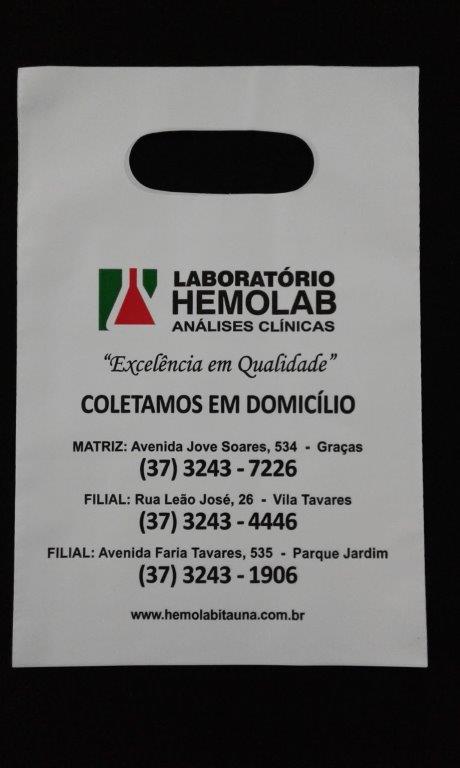 LABORATÓRIO
HEMOLAB
ANÁLISES CLÍNICAS
“Excelência em Qualidade”
COLETAMOS EM DOMICÍLIO
MATRIZ: Avenida Jove Soares, 534 - Graças
(37) 3243 - 7226
FILIAL: Rua Leão José, 26 - Vila Tavares
(37) 3243 - 4446
FILIAL: Avenida Faria Tavares, 535 - Parque Jardim
(37) 3243 - 1906
www.hemolabitauna.com.br